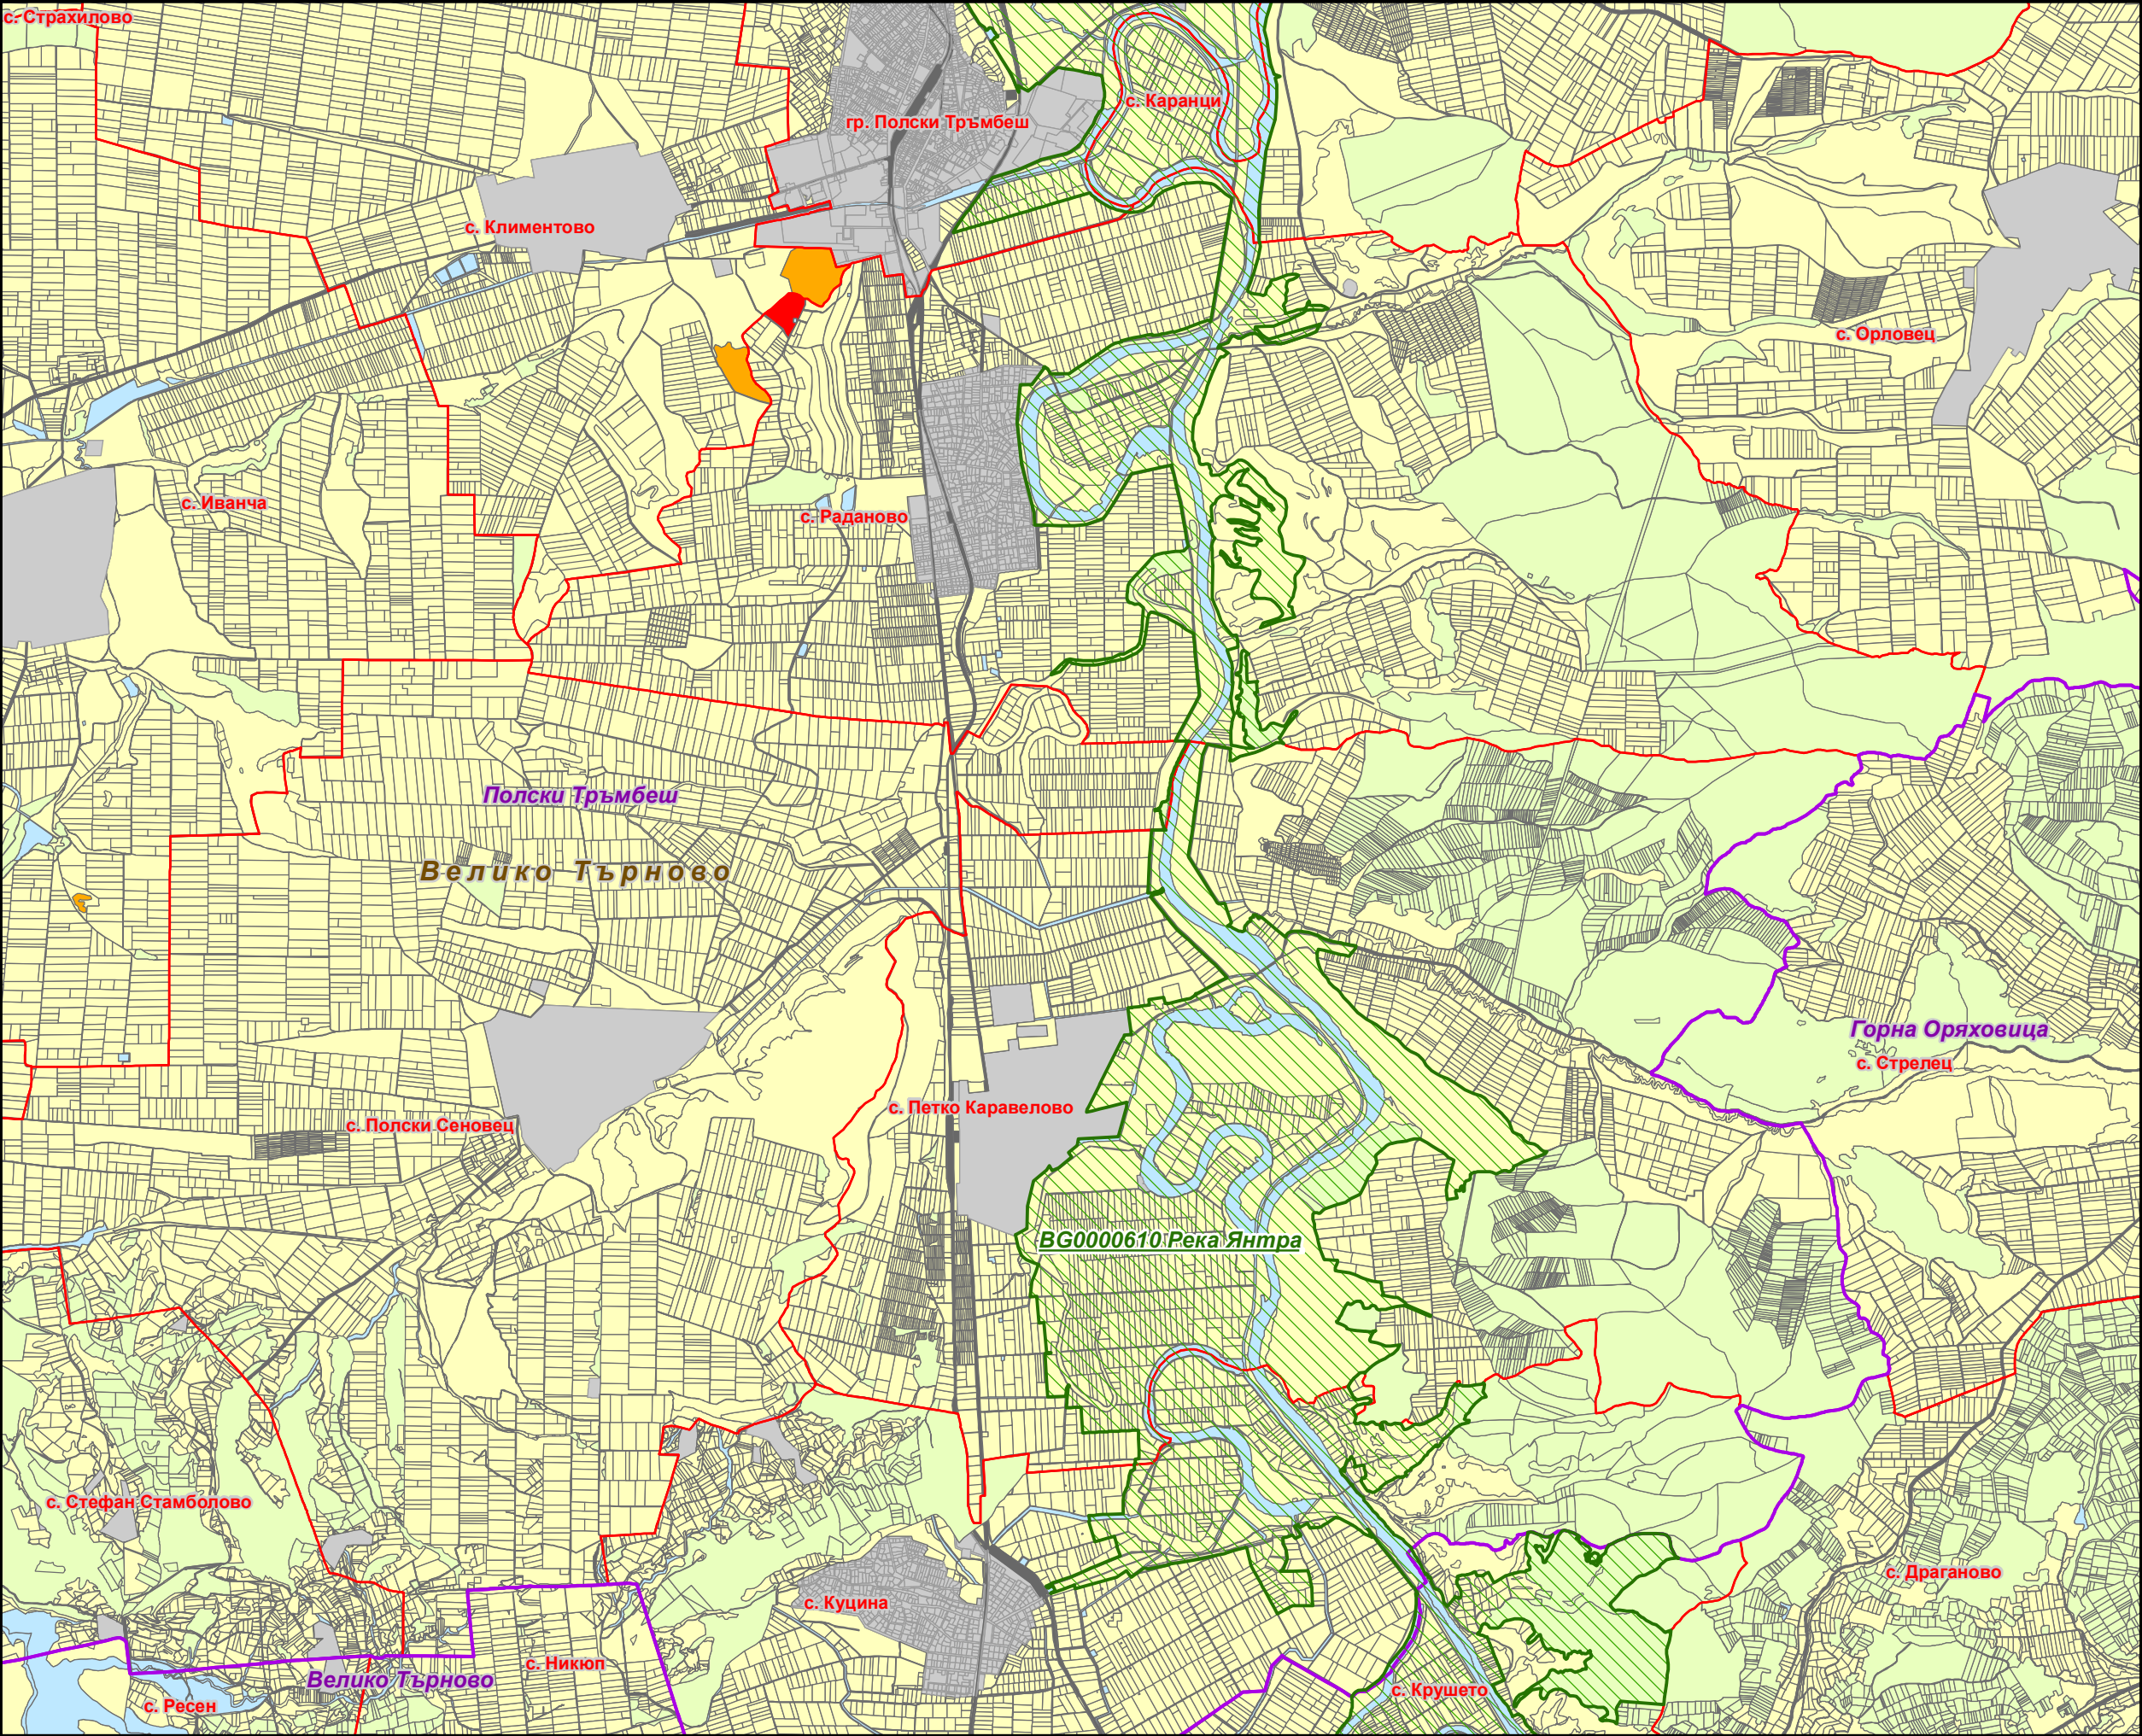 с. Страхилово
с. Каранци
гр. Полски Тръмбеш
с. Климентово
с. Орловец
с. Иванча
с. Раданово
Полски Тръмбеш
Велико Търново
Горна Оряховица
с. Стрелец
с. Петко Каравелово
с. Полски Сеновец
BG0000610 Река Янтра
с. Стефан Стамболово
с. Драганово
с. Куцина
с. Никюп
Велико Търново
с. Крушето
с. Ресен